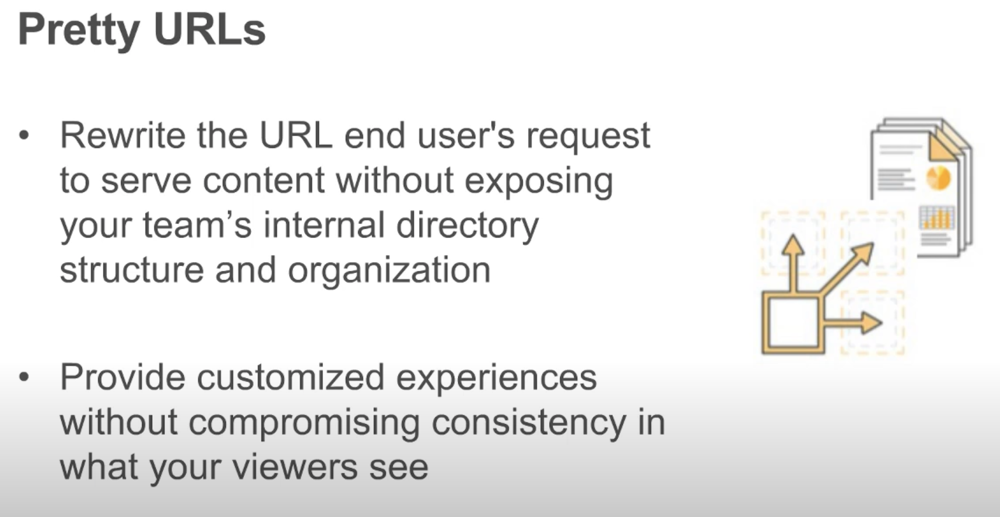 Pretty URLs
• Rewrite the URL end user's request
to serve content without exposing
your team’s internal directory
structure and organization
• Provide customized experiences
without compromising consistency in
what your viewers see